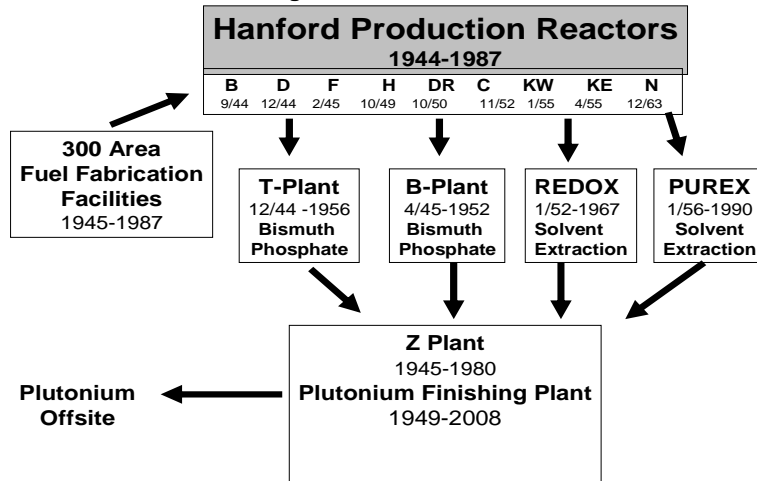 Hanford Production Reactors
1944-1987
B D F H DR C KW KE N
9/44 12/44 2/45 10/49 10/50 11/52 1/55 4/55 12/63
300 Area
Fuel Fabrication
Facilities
1945-1987
T-Plant
12/44 -1956
Bismuth
Phosphate
B-Plant
4/45-1952
Bismuth
Phosphate
REDOX
1/52-1967
Solvent
Extraction
PUREX
1/56-1990
Solvent
Extraction
Z Plant
1945-1980
Plutonium Finishing Plant
1949-2008
Plutonium
Offsite